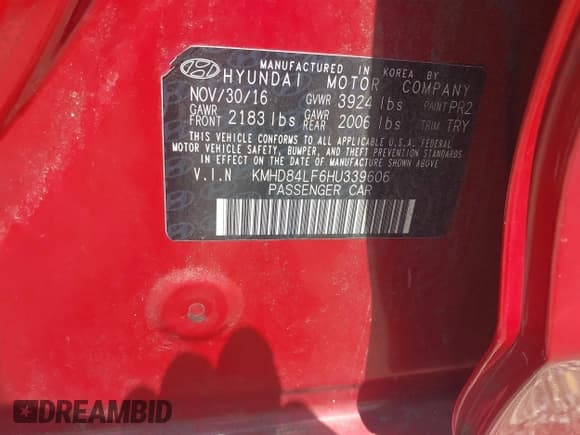 MANUFACTURED IN KOREA BY
HYUNDAI MOTOR COMPANY
NOV/30/16 GVWR 3924 lbs PAINT PR2
GAWR FRONT 2183 lbs GAWR REAR 2006 lbs TRIM TRY
THIS VEHICLE CONFORMS TO ALL APPLICABLE U.S.A. FEDERAL
MOTOR VEHICLE SAFETY, BUMPER, AND THEFT PREVENTION STANDARDS
IN EFFECT ON THE DATE OF MANUFACTURE SHOWN ABOVE
V.I.N KMHD84LF6HU339606
PASSENGER CAR
DREAMBID